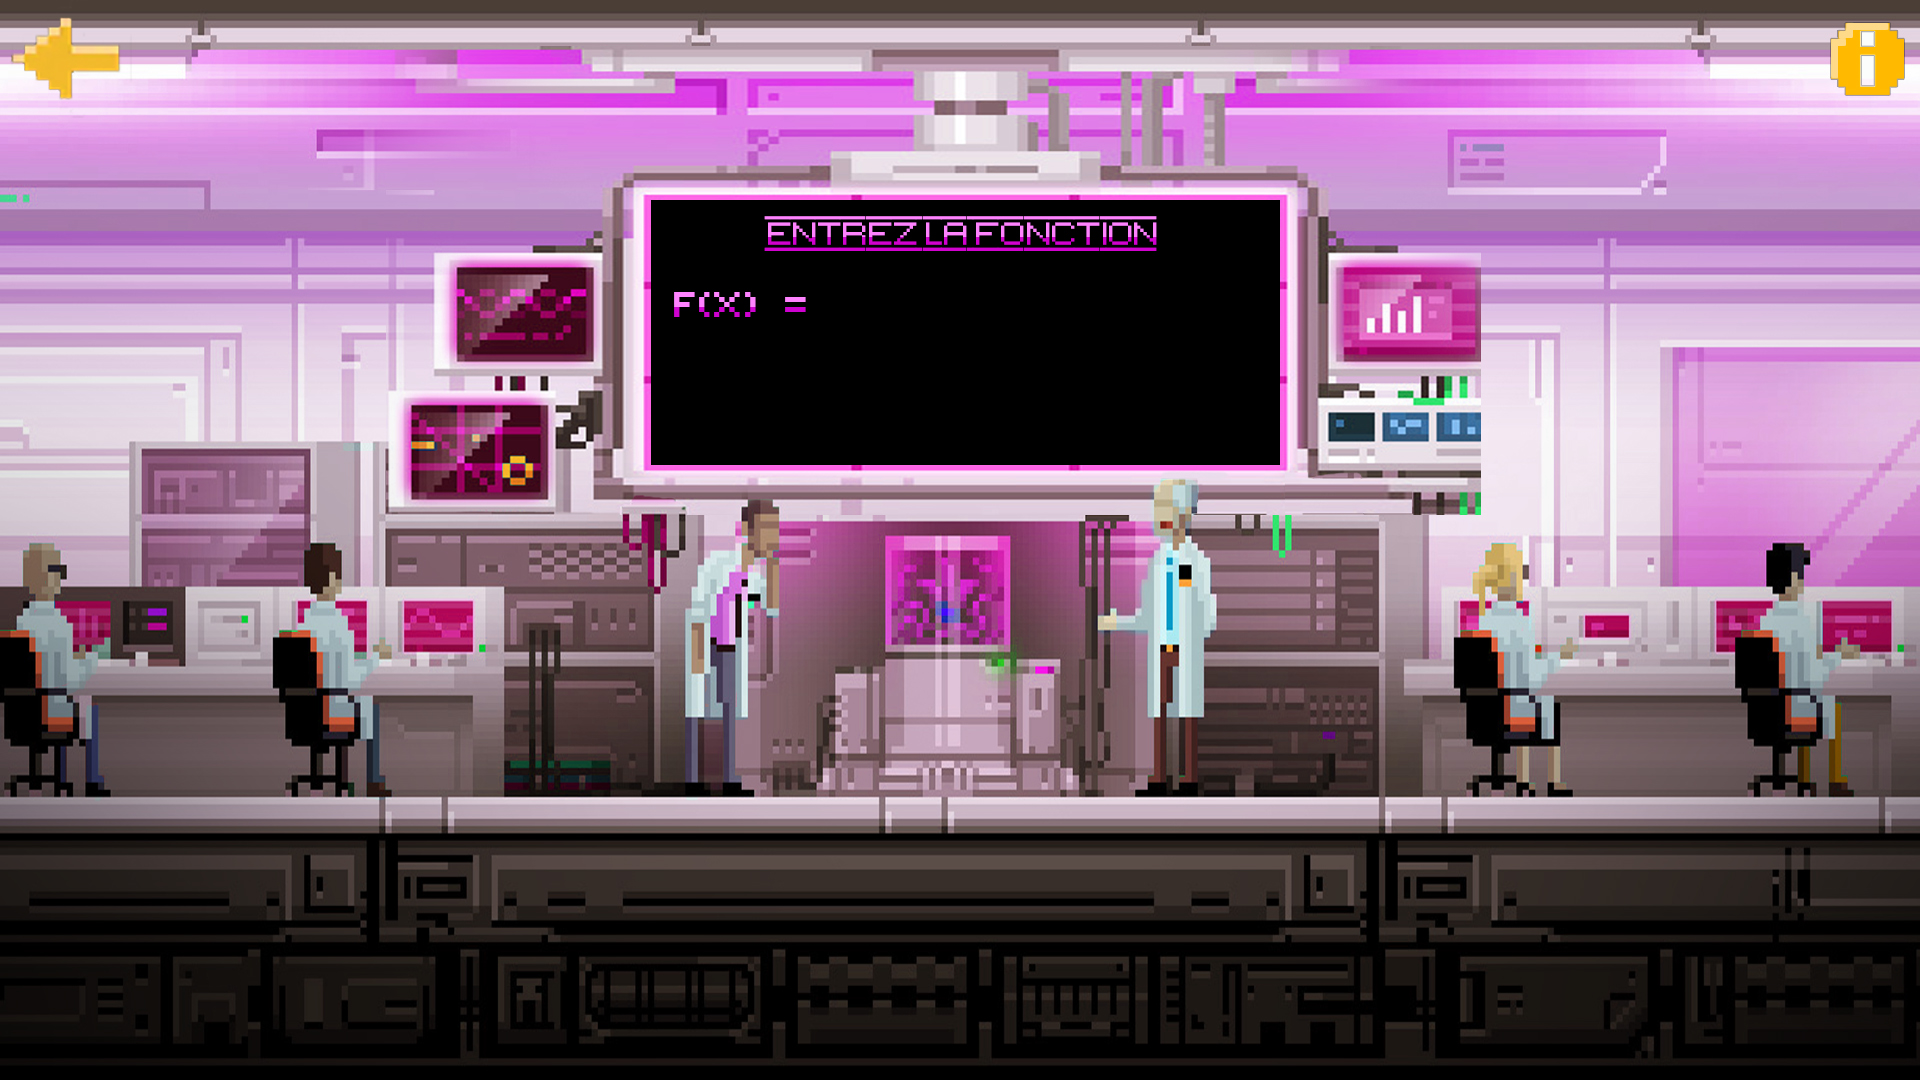 ENTREZ LA FONCTION
F(X) =